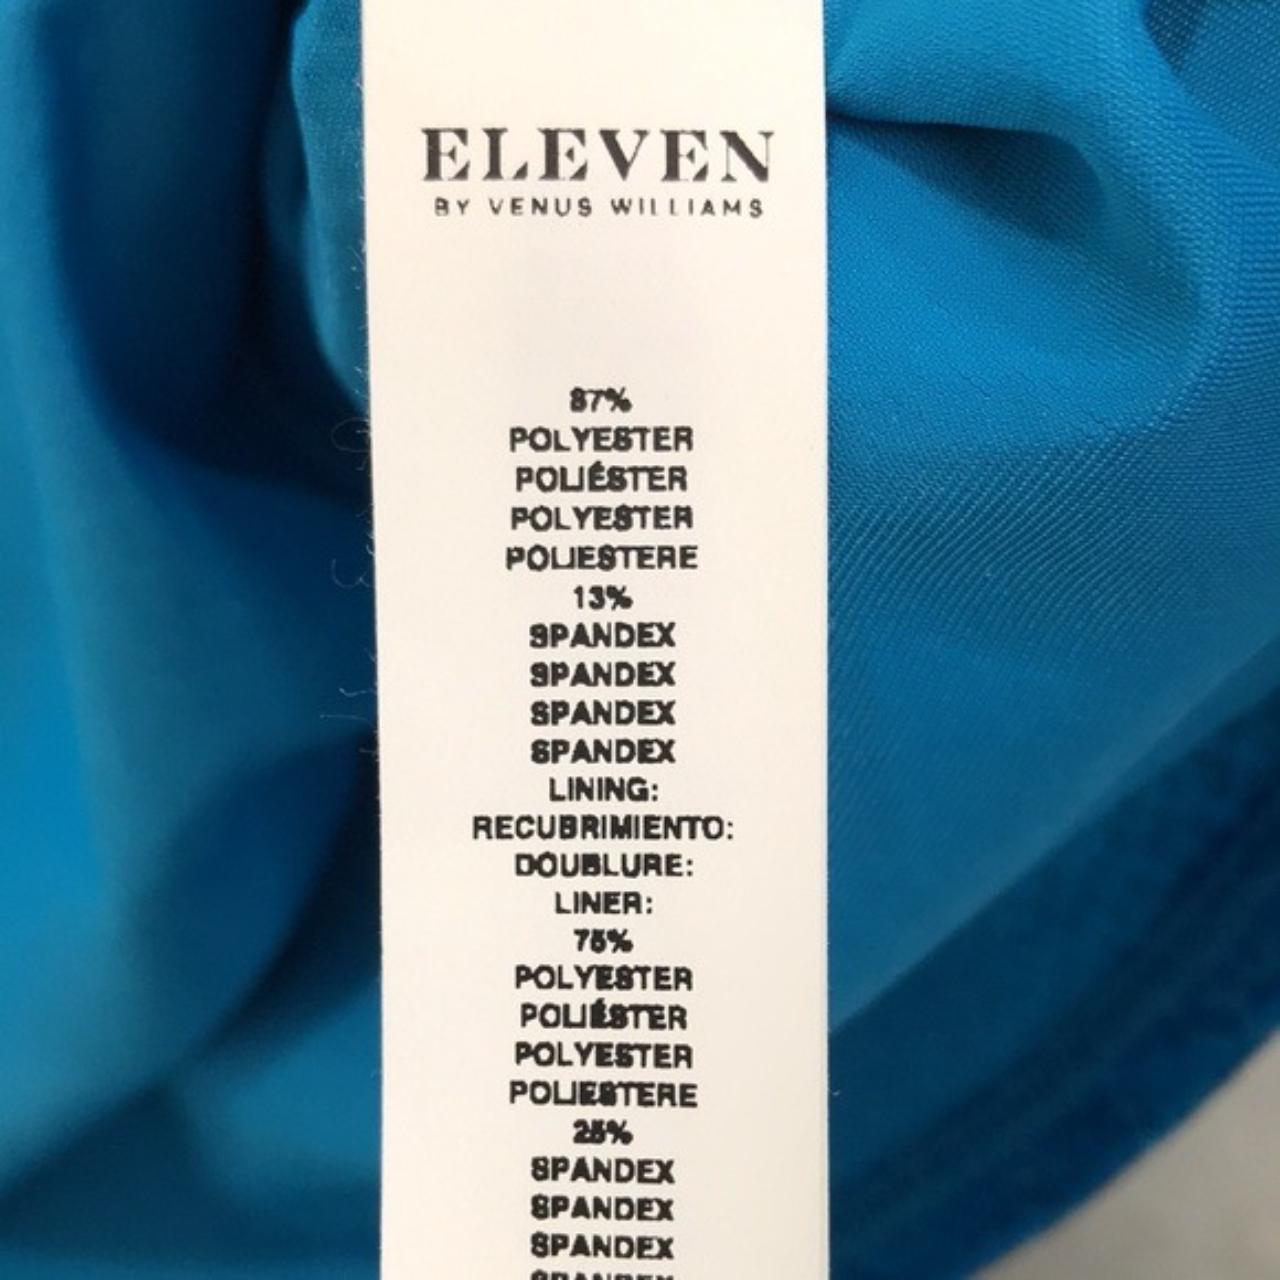 ELEVEN
BY VENUS WILLIAMS
87%
POLYESTER
POLIÉSTER
POLYESTER
POLIESTERE
13%
SPANDEX
SPANDEX
SPANDEX
SPANDEX
LINING:
RECUBRIMIENTO:
DOUBLURE:
LINER:
75%
POLYESTER
POLIÉSTER
POLYESTER
POLIESTERE
25%
SPANDEX
SPANDEX
SPANDEX
SPANDEX